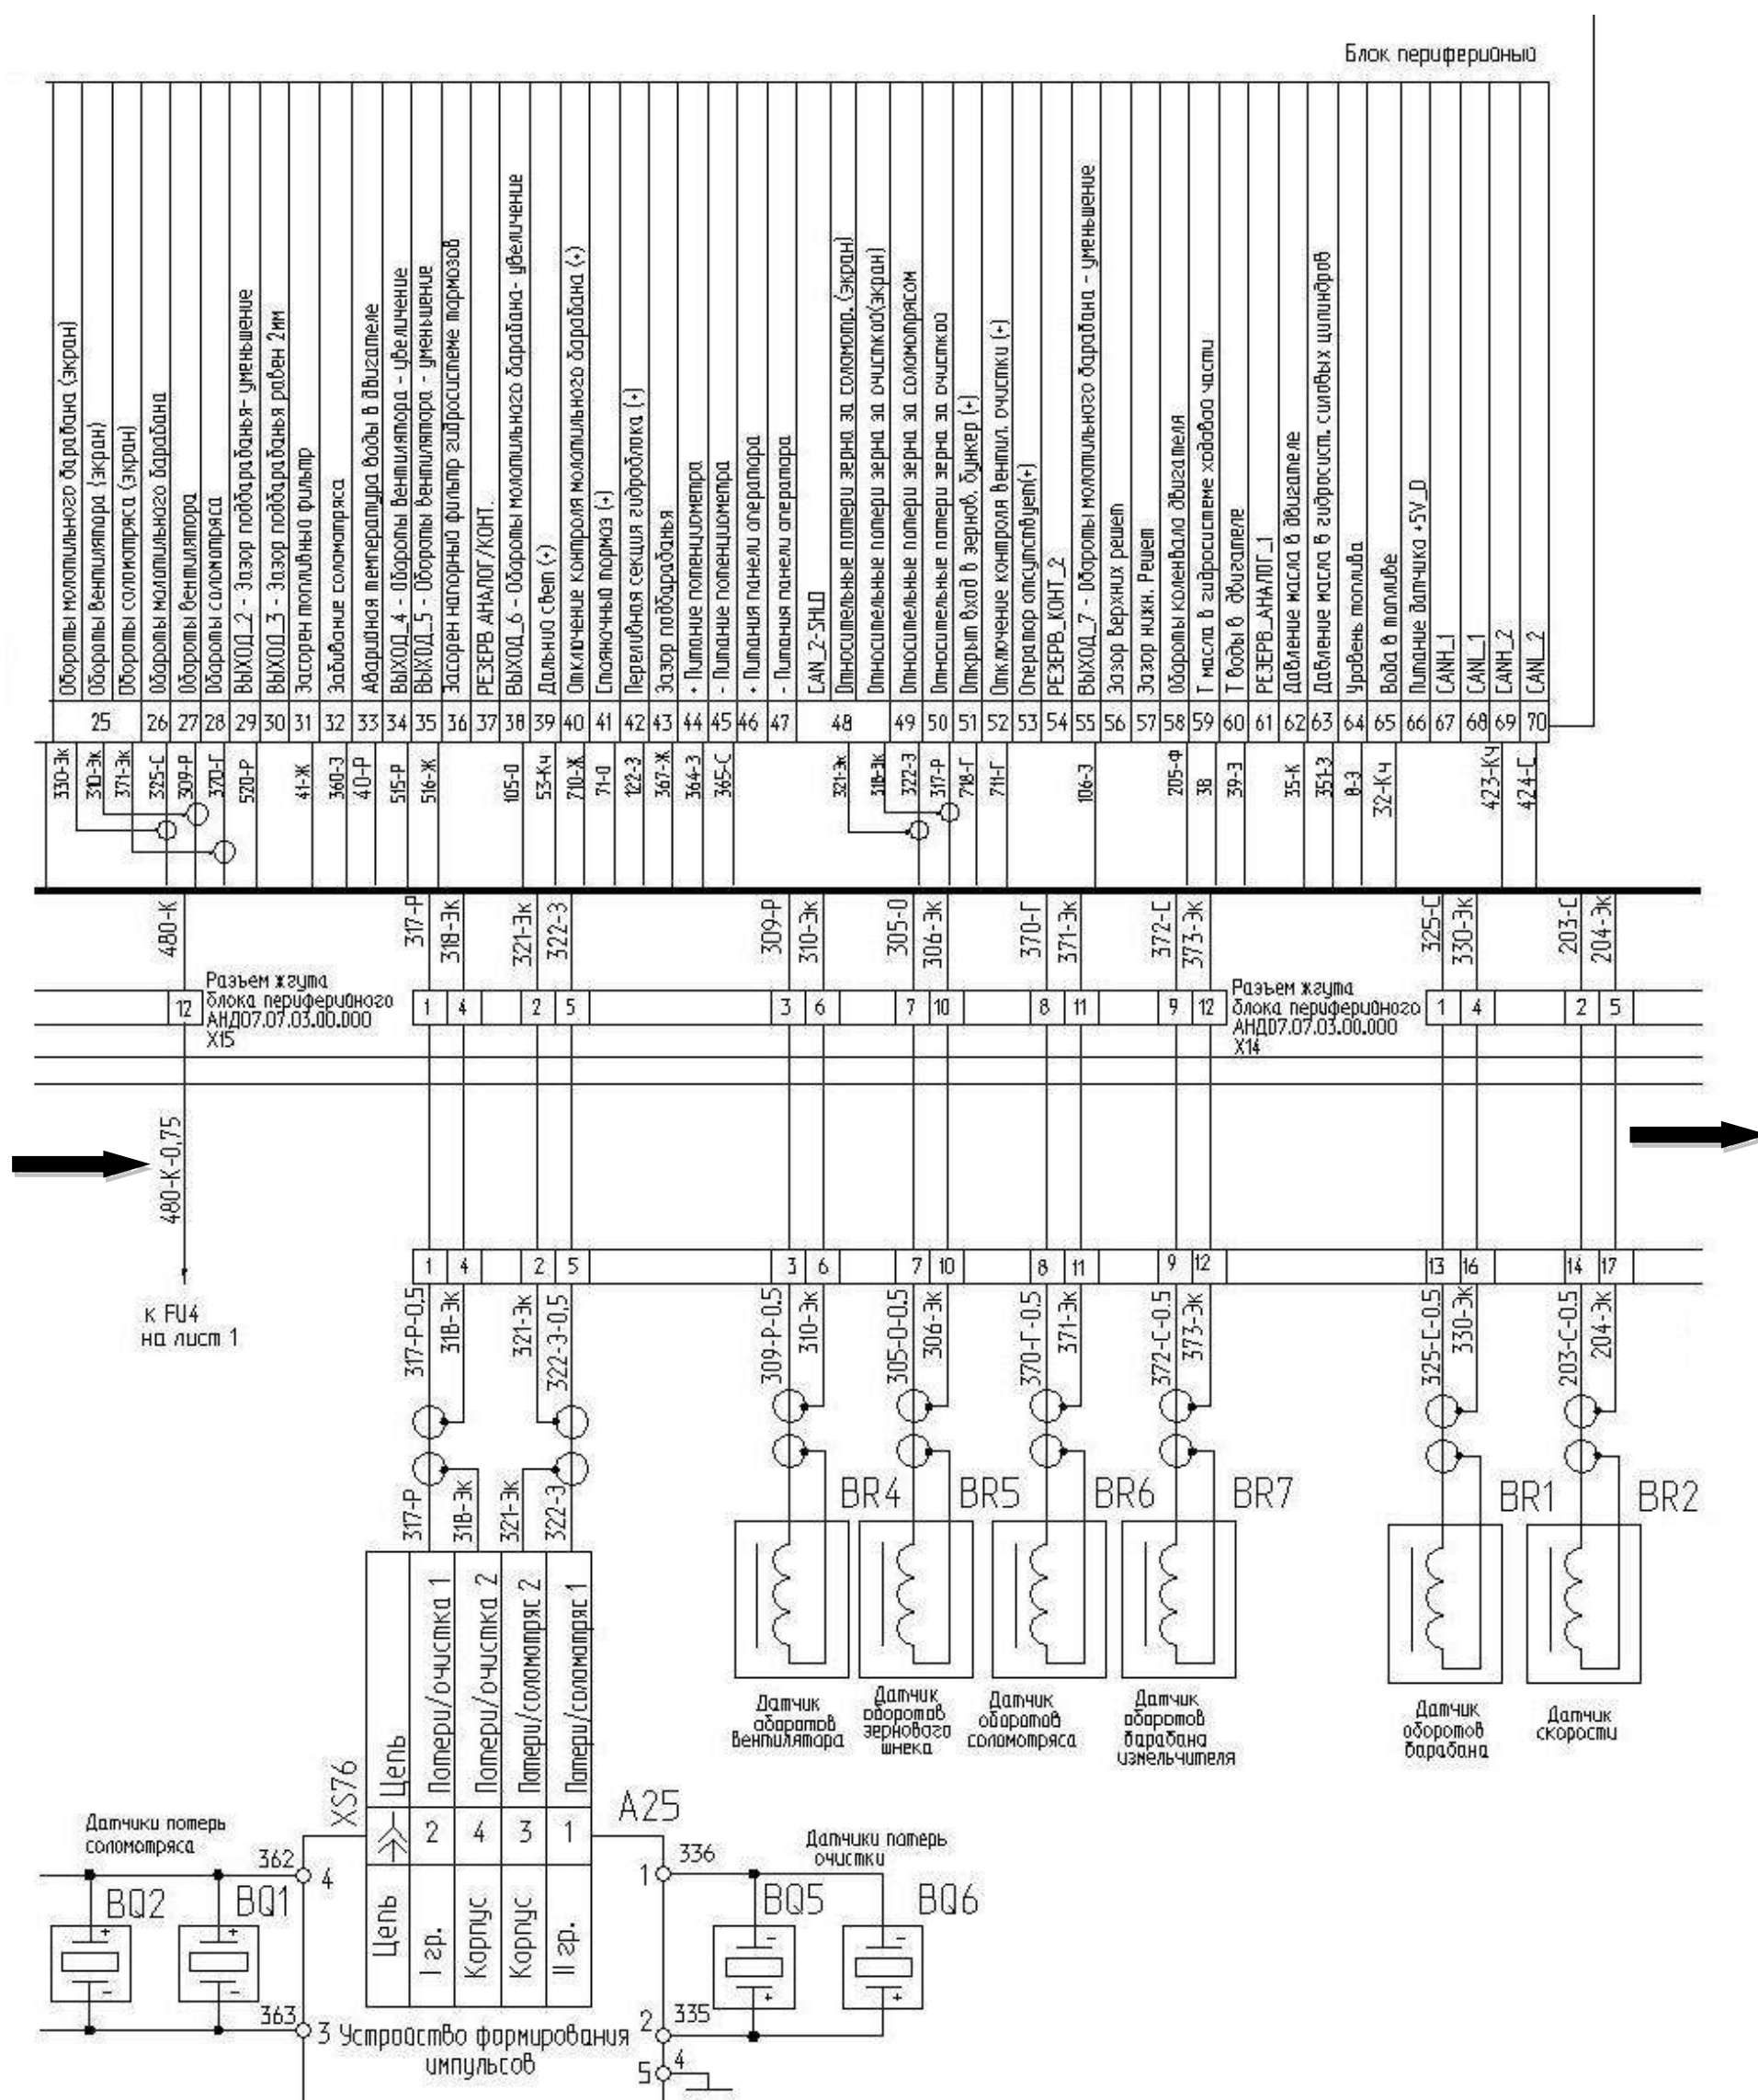 Блок периферийный
Обороты молотильного барабана (экран)
Обороты вентилятора (экран)
Обороты соломотряса (экран)
Обороты молотильного барабана
Обороты вентилятора
Обороты соломотряса
ВЫХОД_2 - Зазор подбарабанья- уменьшение
ВЫХОД_3 - Зазор подбарабанья равен 2мм
Засорен топливный фильтр
Забивание соломотряса
Аварийная температура воды в двигателе
ВЫХОД_4 - Обороты вентилятора - увеличение
ВЫХОД_5 - Обороты вентилятора - уменьшение
Засорен напорный фильтр гидросистеме тормозов
РЕЗЕРВ АНАЛОГ/КОНТ.
ВЫХОД_6 - Обороты молотильного барабана- увеличение
Дальний свет (+)
Отключение контроля молотильного барабана (+)
Стояночный тормоз (+)
Переливная секция гидроблока (+)
Зазор подбарабанья
+ Питание потенциометра
- Питание потенциометра
+ Питания панели оператора
- Питания панели оператора
CAN_2-SHLD
Относительные потери зерна за соломотр. (экран)
Относительные потери зерна за очисткой(экран)
Относительные потери зерна за соломотрясом
Относительные потери зерна за очисткой
Открыт вход в зернов. бункер (+)
Отключение контроля вентил. очистки (+)
Оператор отсутствует(+)
РЕЗЕРВ_КОНТ_2
ВЫХОД_7 - Обороты молотильного барабана - уменьшение
Зазор верхних решет
Зазор нижн. Решет
Обороты коленвала двигателя
Т масла в гидросистеме ходовой части
Т воды в двигателе
РЕЗЕРВ_АНАЛОГ_1
Давление масла в двигателе
Давление масла в гидросист. силовых цилиндров
Уровень топлива
Вода в топливе
Питание датчика +5V_D
CANH_1
CANL_1
CANH_2
CANL_2
25 26 27 28 29 30 31 32 33 34 35 36 37 38 39 40 41 42 43 44 45 46 47 48 49 50 51 52 53 54 55 56 57 58 59 60 61 62 63 64 65 66 67 68 69 70
330-Эк 310-Эк 371-Эк 325-С 309-Р 370-Г 520-Р 41-Ж 360-З 40-Р 515-Р 516-Ж 105-О 53-Кч 710-Ж 71-О 122-З 367-Ж 364-З 365-С 321-Эк 318-Эк 322-З 317-Р 718-Г 711-Г 106-З 205-Ф 38 39-З 35-К 351-З 8-З 32-Кч 423-Кч 424-С
480-К 317-Р 318-Эк 321-Эк 322-З 309-Р 310-Эк 305-О 306-Эк 370-Г 371-Эк 372-С 373-Эк 325-С 330-Эк 203-С 204-Эк
Разъем жгута
блока периферийного
АНД07.07.03.00.000
X15
Разъем жгута
блока периферийного
АНД07.07.03.00.000
X14
12 1 4 2 5 3 6 7 10 8 11 9 12 1 4 2 5
480-К-0,75
к FU4
на лист 1
1 4 2 5 3 6 7 10 8 11 9 12 13 16 14 17
317-Р-0,5 318-Эк 321-Эк 322-З-0,5 309-Р-0.5 310-Эк 305-О-0.5 306-Эк 370-Г-0.5 371-Эк 372-С-0.5 373-Эк 325-С-0.5 330-Эк 203-С-0.5 204-Эк
317-Р 318-Эк 321-Эк 322-З
BR4 BR5 BR6 BR7 BR1 BR2
Датчик
оборотов
вентилятора
Датчик
оборотов
зернового
шнека
Датчик
оборотов
соломотряса
Датчик
оборотов
барабана
измельчителя
Датчик
оборотов
барабана
Датчик
скорости
XS76
Цепь
Потери/очистка 1
Потери/очистка 2
Потери/соломотряс 2
Потери/соломотряс 1
2 4 3 1
Цепь
I гр.
Корпус
Корпус
II гр.
A25
Датчики потерь
соломотряса
362 4
BQ2 BQ1
+ - + -
363 3
Датчики потерь
очистки
1 336
BQ5 BQ6
- + - +
2 335
5 4
Устройство формирования
импульсов